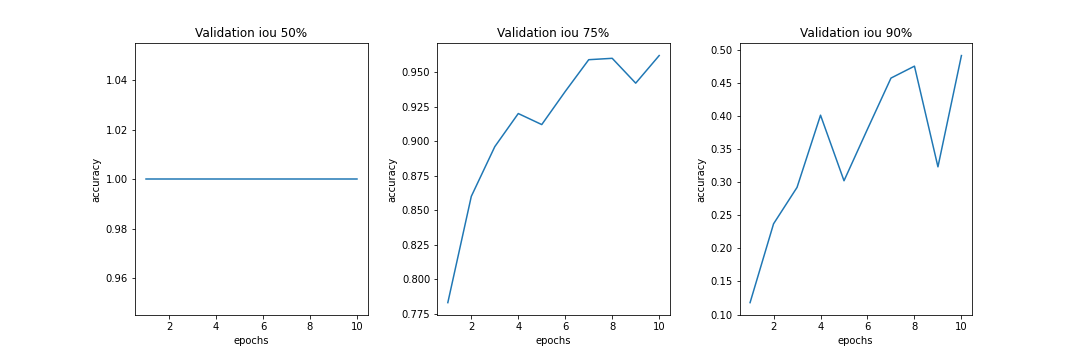 Validation iou 50%
accuracy
1.04
1.02
1.00
0.98
0.96
2 4 6 8 10
epochs
Validation iou 75%
accuracy
0.950
0.925
0.900
0.875
0.850
0.825
0.800
0.775
2 4 6 8 10
epochs
Validation iou 90%
accuracy
0.50
0.45
0.40
0.35
0.30
0.25
0.20
0.15
0.10
2 4 6 8 10
epochs